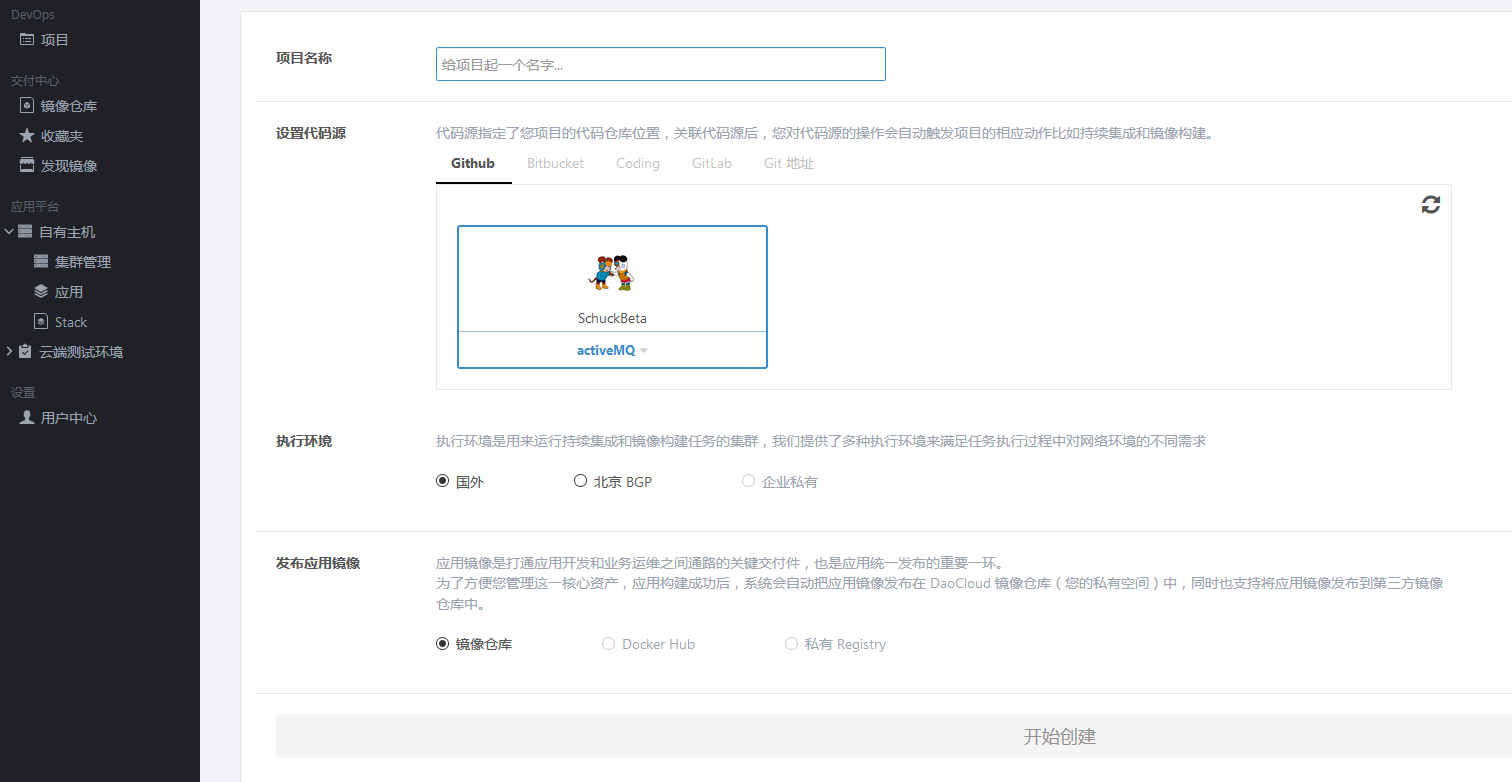 DevOps
项目
交付中心
镜像仓库
收藏夹
发现镜像
应用平台
自有主机
集群管理
应用
Stack
云端测试环境
设置
用户中心
项目名称
给项目起一个名字...
设置代码源
代码源指定了您项目的代码仓库位置，关联代码源后，您对代码源的操作会自动触发项目的相应动作比如持续集成和镜像构建。
Github Bitbucket Coding GitLab Git 地址
SchuckBeta
activeMQ
执行环境
执行环境是用来运行持续集成和镜像构建任务的集群，我们提供了多种执行环境来满足任务执行过程中对网络环境的不同需求
国外 北京 BGP 企业私有
发布应用镜像
应用镜像是打通应用开发和业务运维之间通路的关键交付件，也是应用统一发布的重要一环。
为了方便您管理这一核心资产，应用构建成功后，系统会自动把应用镜像发布在 DaoCloud 镜像仓库（您的私有空间）中，同时也支持将应用镜像发布到第三方镜像
仓库中。
镜像仓库 Docker Hub 私有 Registry
开始创建